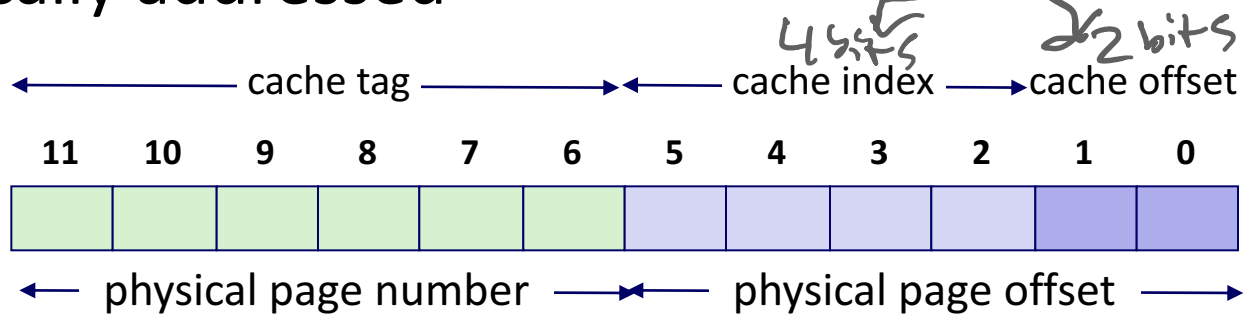 ally addressed
4 bits 2 bits
cache tag cache index cache offset
11 10 9 8 7 6 5 4 3 2 1 0
physical page number physical page offset